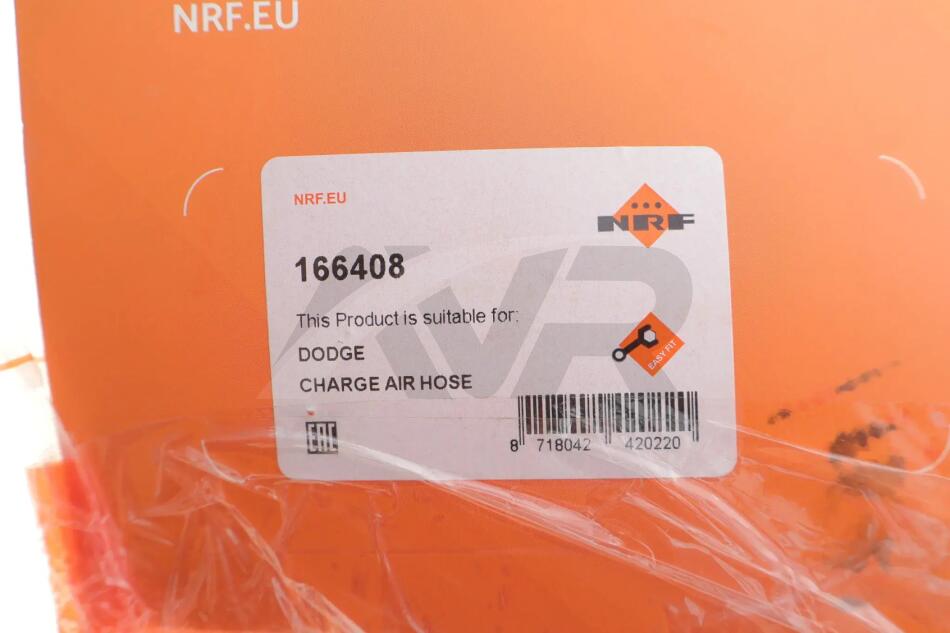 NRF.EU
NRF.EU
NRF
166408
This Product is suitable for:
DODGE
CHARGE AIR HOSE
EASY FIT
EAC
8 718042 420220
KVR